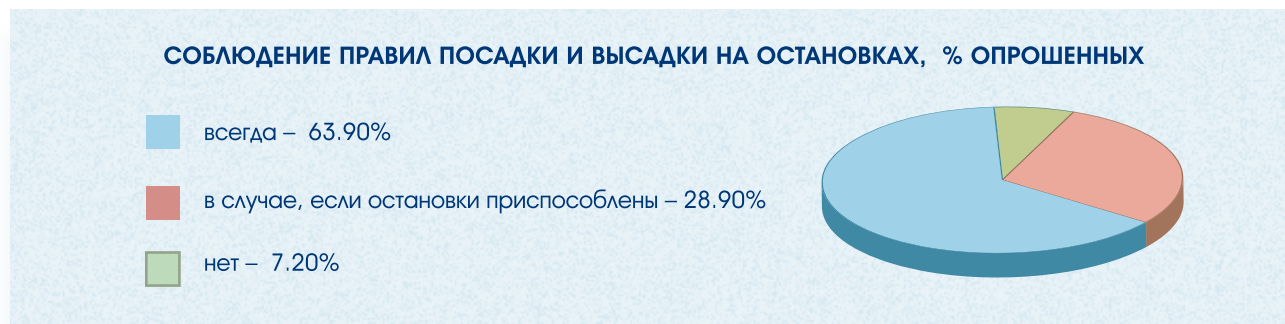 СОБЛЮДЕНИЕ ПРАВИЛ ПОСАДКИ И ВЫСАДКИ НА ОСТАНОВКАХ, % ОПРОШЕННЫХ
всегда – 63.90%
в случае, если остановки приспособлены – 28.90%
нет – 7.20%